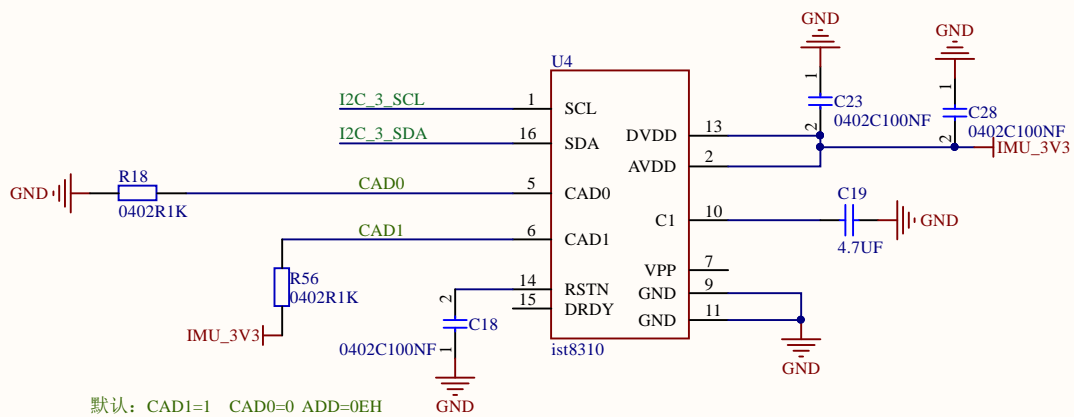 GND
GND
U4
1
1
C23
0402C100NF
2
C28
0402C100NF
2
I2C_3_SCL
1
SCL
I2C_3_SDA
16
SDA
DVDD
13
IMU_3V3
AVDD
2
GND
R18
0402R1K
CAD0
5
CAD0
C1
10
C19
4.7UF
GND
CAD1
6
CAD1
R56
0402R1K
VPP
7
14
RSTN
GND
9
15
DRDY
GND
11
2
C18
0402C100NF
1
IMU_3V3
ist8310
GND
GND
默认：CAD1=1 CAD0=0 ADD=0EH